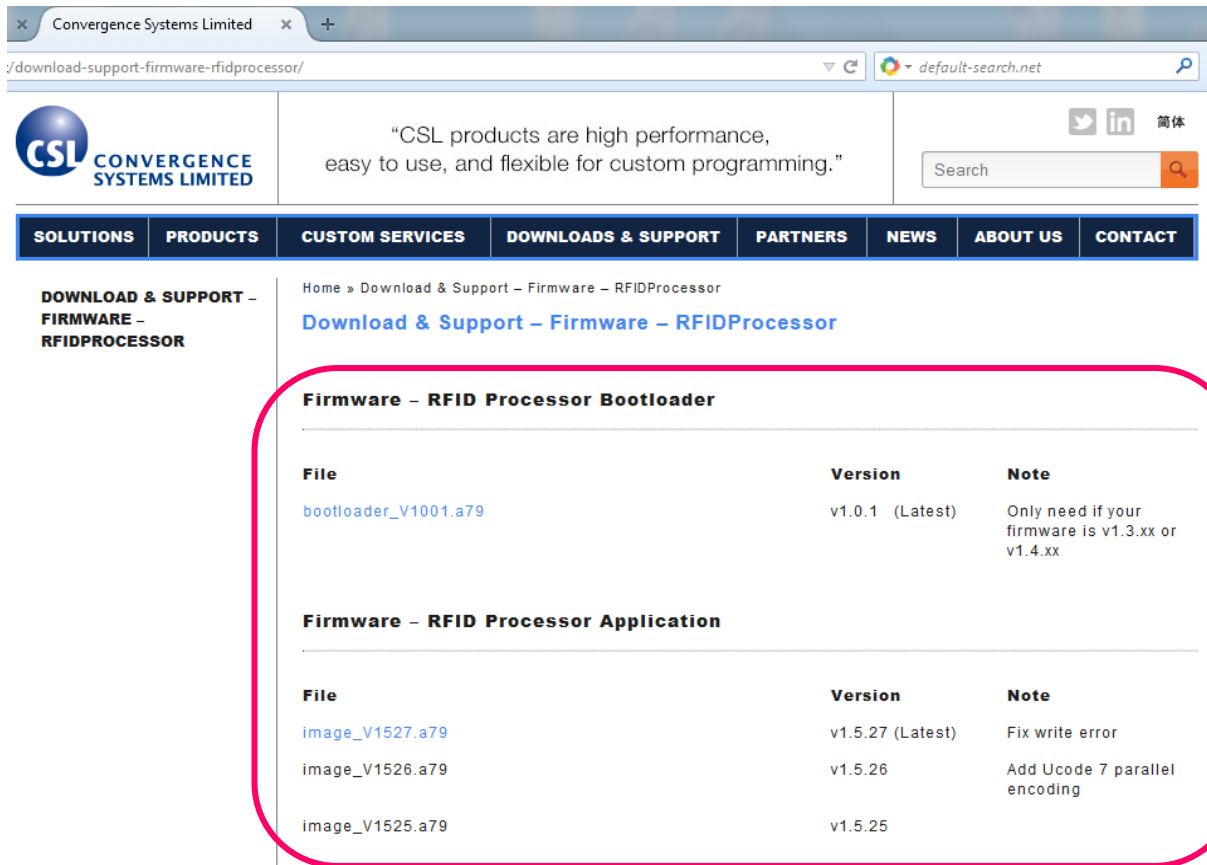 Convergence Systems Limited
:/download-support-firmware-rfidprocessor/
default-search.net
CSL
CONVERGENCE
SYSTEMS LIMITED
“CSL products are high performance,
easy to use, and flexible for custom programming.”
in
简体
Search
SOLUTIONS PRODUCTS CUSTOM SERVICES DOWNLOADS & SUPPORT PARTNERS NEWS ABOUT US CONTACT
DOWNLOAD & SUPPORT –
FIRMWARE –
RFIDPROCESSOR
Home » Download & Support – Firmware – RFIDProcessor
Download & Support – Firmware – RFIDProcessor
Firmware – RFID Processor Bootloader
File Version Note
bootloader_V1001.a79 v1.0.1 (Latest) Only need if your
firmware is v1.3.xx or
v1.4.xx
Firmware – RFID Processor Application
File Version Note
image_V1527.a79 v1.5.27 (Latest) Fix write error
image_V1526.a79 v1.5.26 Add Ucode 7 parallel
encoding
image_V1525.a79 v1.5.25